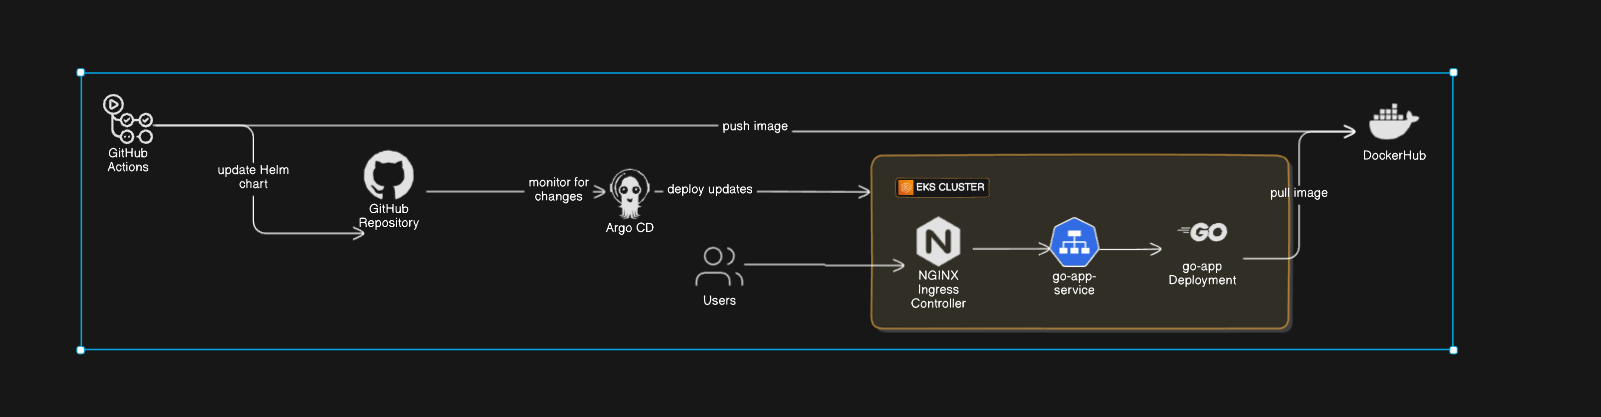 GitHub
Actions
push image
DockerHub
update Helm
chart
GitHub
Repository
monitor for
changes
Argo CD
deploy updates
EKS CLUSTER
pull image
Users
N
NGINX
Ingress
Controller
go-app-
service
GO
go-app
Deployment